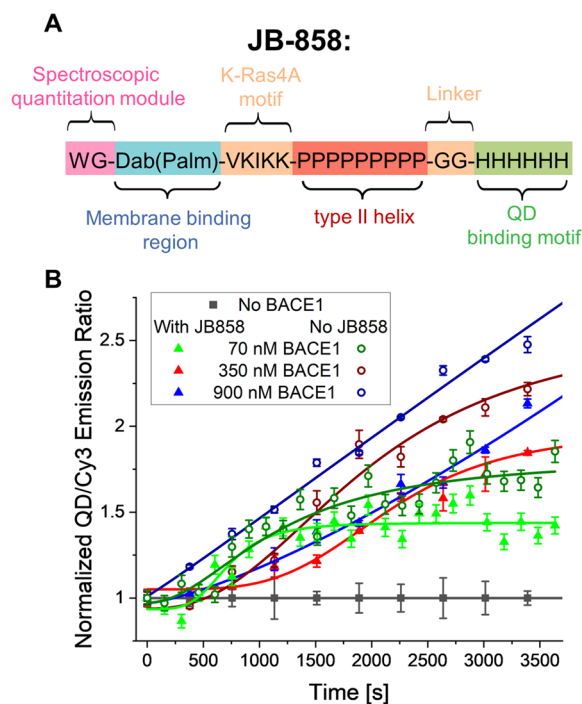 A
JB-858:
Spectroscopic
quantitation module
K-Ras4A
motif
Linker
WG-Dab(Palm)-VKIKK-PPPPPPPPP-GG-HHHHHH
Membrane binding
region
type II helix
QD
binding motif
B
Normalized QD/Cy3 Emission Ratio
2.5
2
1.5
1
No BACE1
With JB858 No JB858
70 nM BACE1
350 nM BACE1
900 nM BACE1
0 500 1000 1500 2000 2500 3000 3500
Time [s]